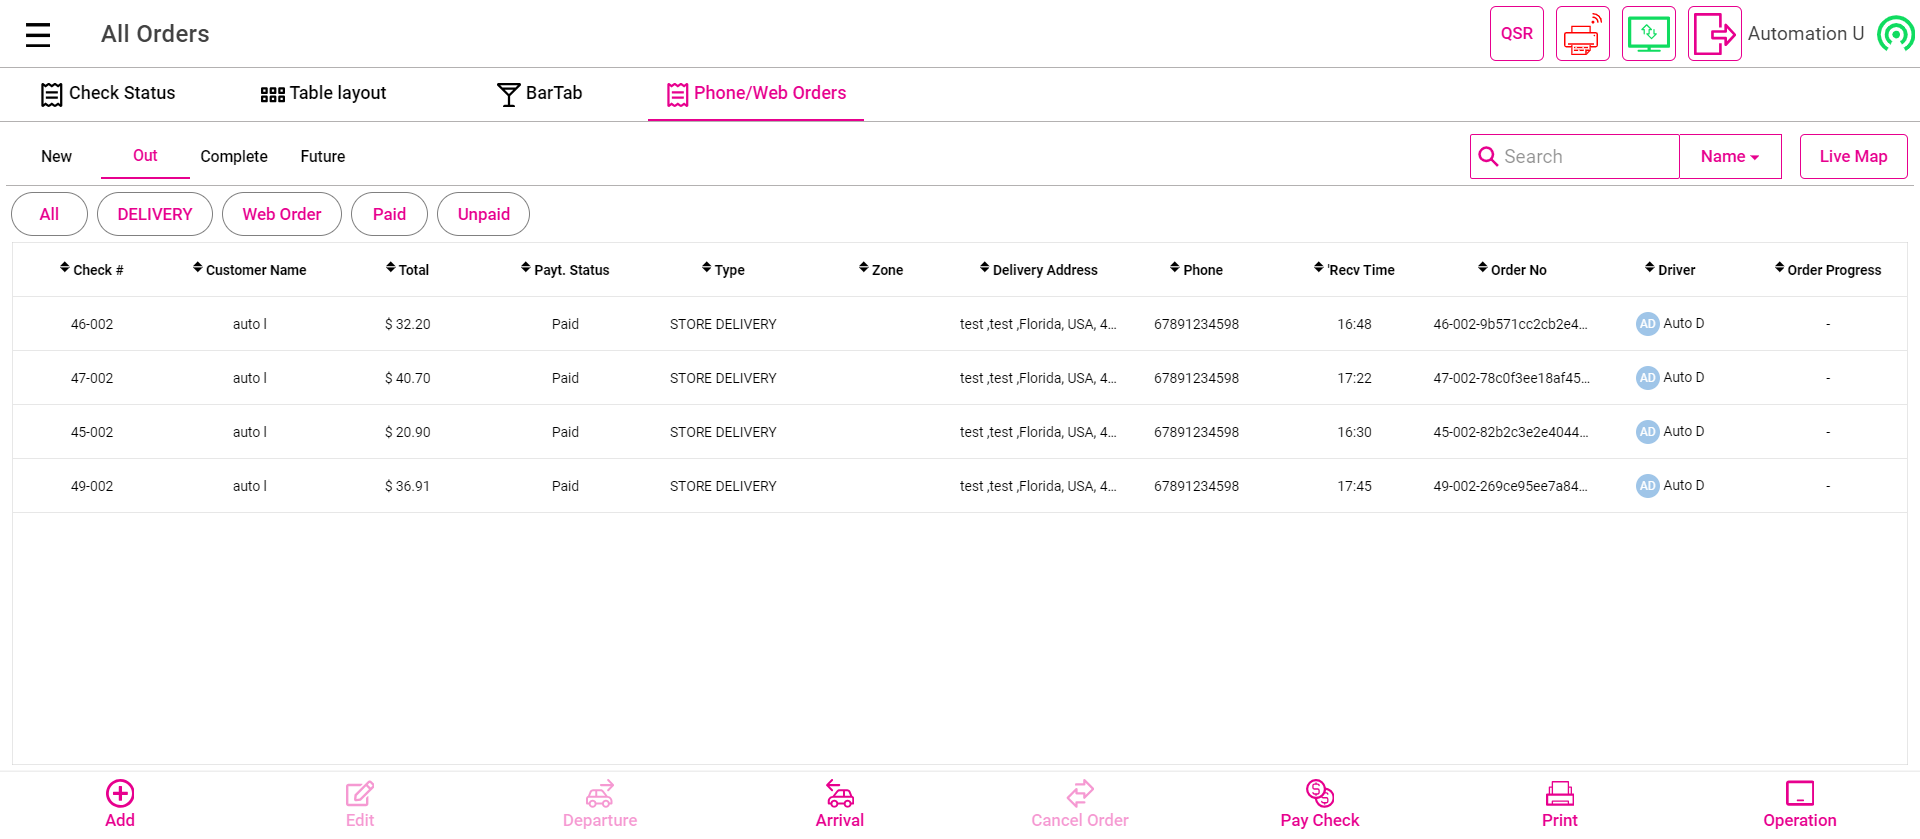 All Orders
QSR
Automation U
Check Status
Table layout
BarTab
Phone/Web Orders
New
Out
Complete
Future
Search
Name
Live Map
All
DELIVERY
Web Order
Paid
Unpaid
Check # Customer Name Total Payt. Status Type Zone Delivery Address Phone 'Recv Time Order No Driver Order Progress
46-002 auto l $ 32.20 Paid STORE DELIVERY test ,test ,Florida, USA, 4... 67891234598 16:48 46-002-9b571cc2cb2e4... AD Auto D -
47-002 auto l $ 40.70 Paid STORE DELIVERY test ,test ,Florida, USA, 4... 67891234598 17:22 47-002-78c0f3ee18af45... AD Auto D -
45-002 auto l $ 20.90 Paid STORE DELIVERY test ,test ,Florida, USA, 4... 67891234598 16:30 45-002-82b2c3e2e4044... AD Auto D -
49-002 auto l $ 36.91 Paid STORE DELIVERY test ,test ,Florida, USA, 4... 67891234598 17:45 49-002-269ce95ee7a84... AD Auto D -
Add
Edit
Departure
Arrival
Cancel Order
Pay Check
Print
Operation